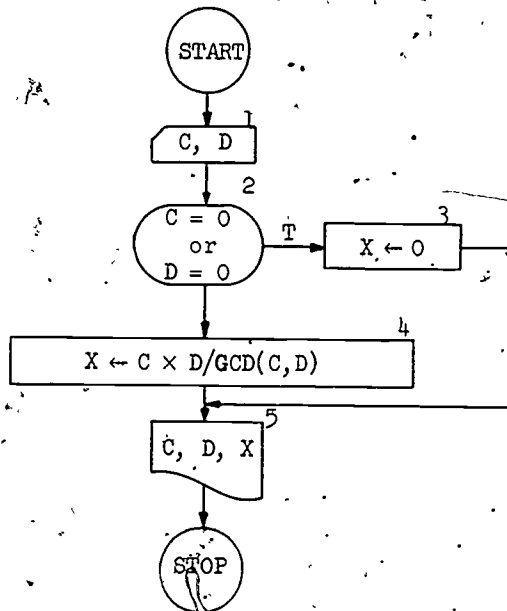 START
1
C, D
2
C = 0
or
D = 0
T
3
X ← 0
4
X ← C × D/GCD(C,D)
5
C, D, X
STOP